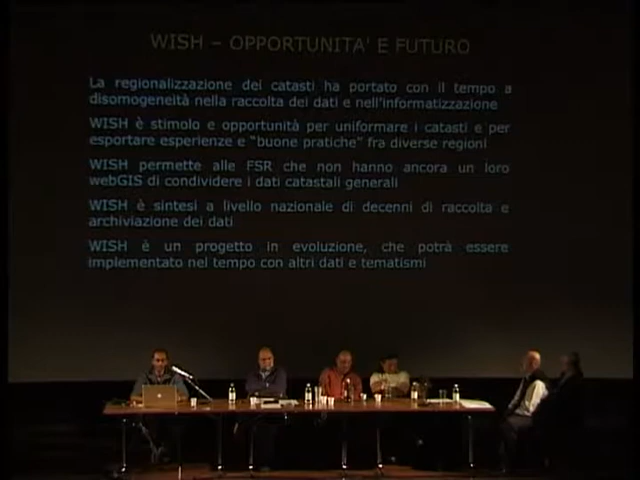 WISH – OPPORTUNITA' E FUTURO
La regionalizzazione dei catasti ha portato con il tempo a
disomogeneità nella raccolta dei dati e nell'informatizzazione
WISH è stimolo e opportunità per uniformare i catasti e per
esportare esperienze e "buone pratiche" fra diverse regioni
WISH permette alle FSR che non hanno ancora un loro
webGIS di condividere i dati catastali generali
WISH è sintesi a livello nazionale di decenni di raccolta e
archiviazione dei dati
WISH è un progetto in evoluzione, che potrà essere
implementato nel tempo con altri dati e tematismi